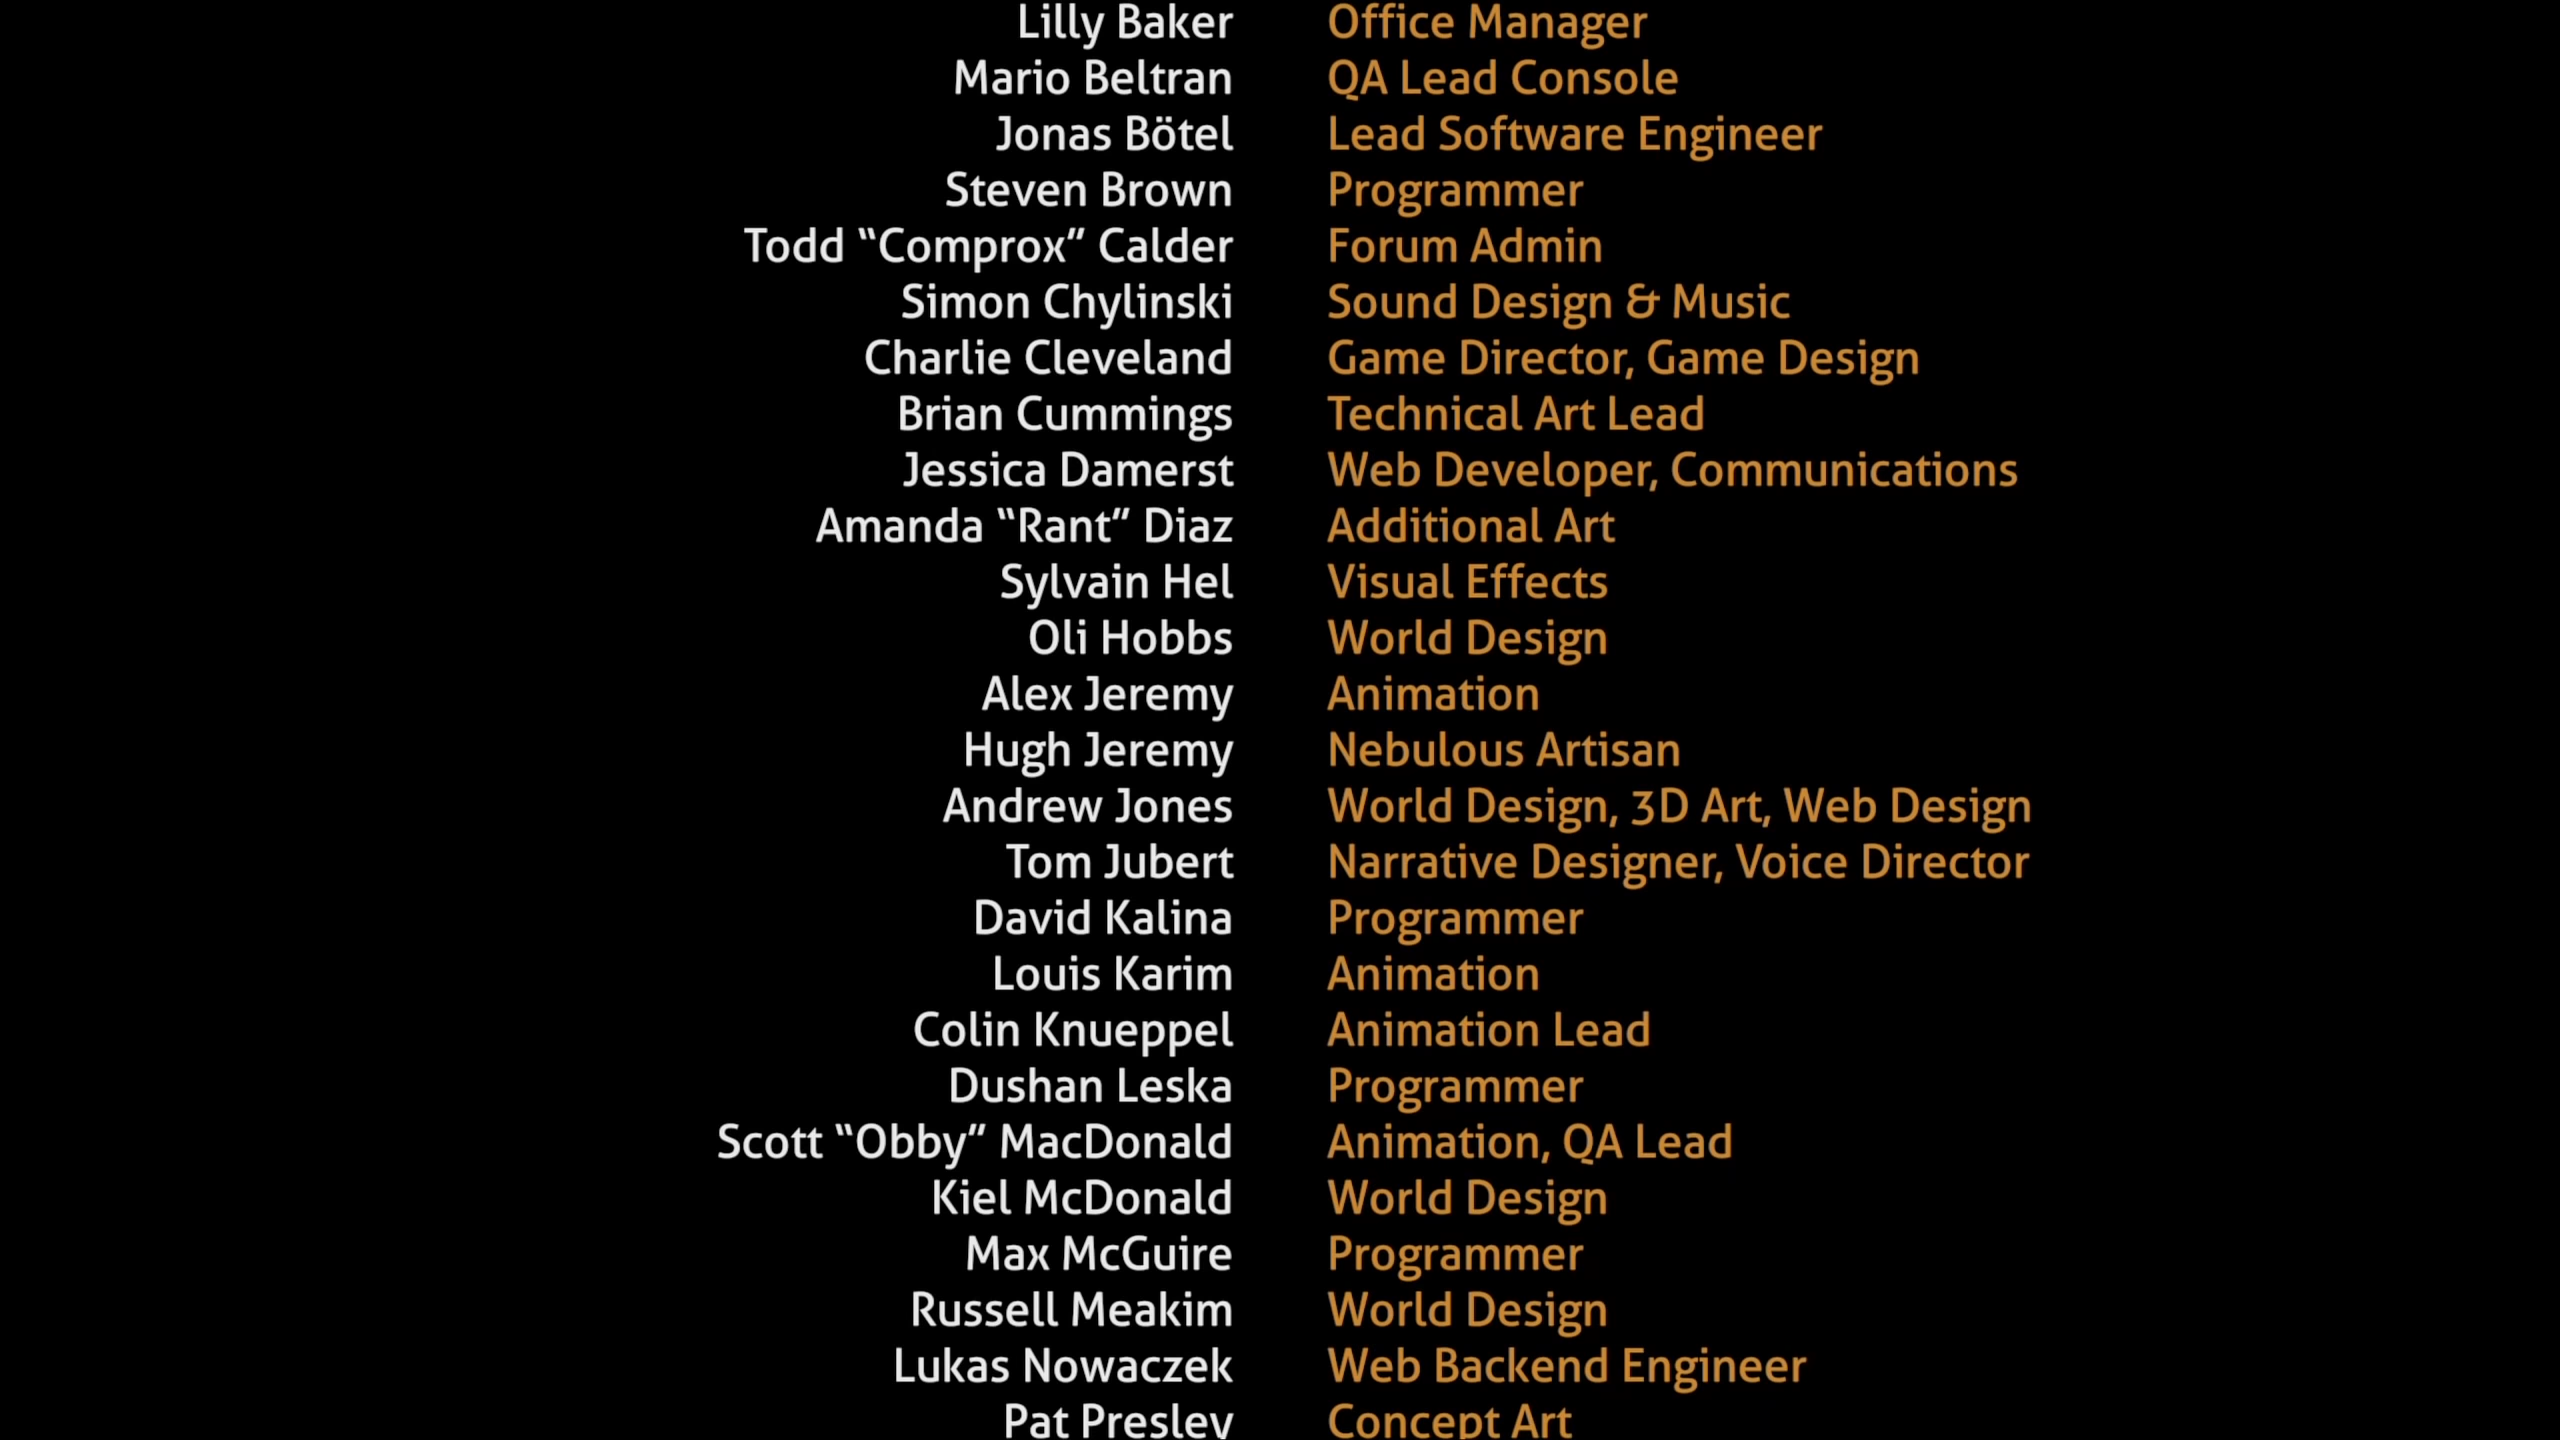 Lilly Baker Office Manager
Mario Beltran QA Lead Console
Jonas Bötel Lead Software Engineer
Steven Brown Programmer
Todd “Comprox” Calder Forum Admin
Simon Chylinski Sound Design & Music
Charlie Cleveland Game Director, Game Design
Brian Cummings Technical Art Lead
Jessica Damerst Web Developer, Communications
Amanda “Rant” Diaz Additional Art
Sylvain Hel Visual Effects
Oli Hobbs World Design
Alex Jeremy Animation
Hugh Jeremy Nebulous Artisan
Andrew Jones World Design, 3D Art, Web Design
Tom Jubert Narrative Designer, Voice Director
David Kalina Programmer
Louis Karim Animation
Colin Knueppel Animation Lead
Dushan Leska Programmer
Scott “Obby” MacDonald Animation, QA Lead
Kiel McDonald World Design
Max McGuire Programmer
Russell Meakim World Design
Lukas Nowaczek Web Backend Engineer
Pat Presley Concept Art